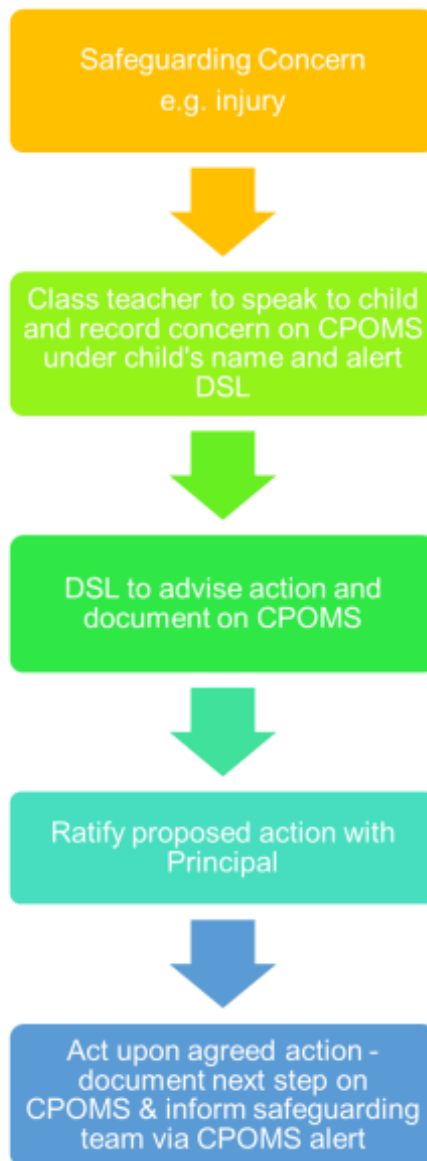 Safeguarding Concern
e.g. injury
Class teacher to speak to child
and record concern on CPOMS
under child's name and alert
DSL
DSL to advise action and
document on CPOMS
Ratify proposed action with
Principal
Act upon agreed action -
document next step on
CPOMS & inform safeguarding
team via CPOMS alert